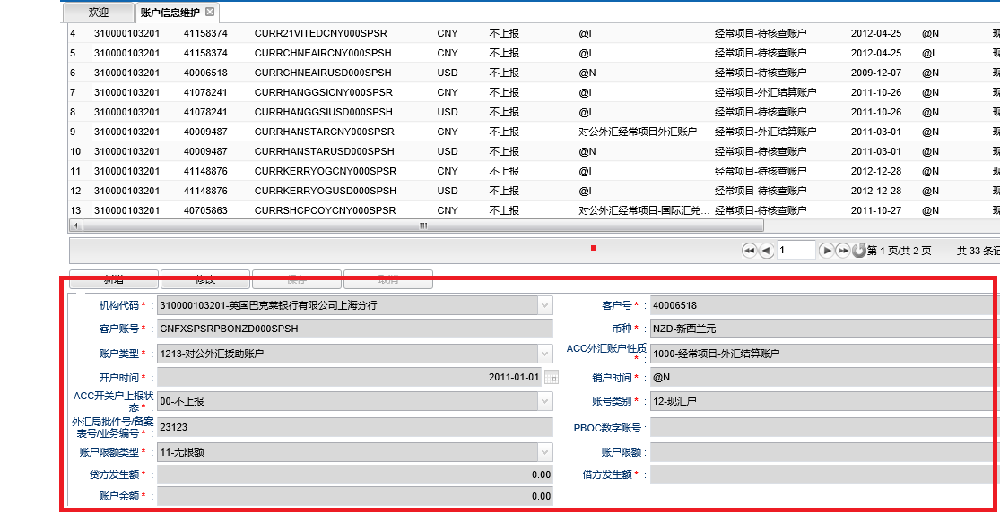 欢迎 账户信息维护
4 310000103201 41158374 CURR21VITEDCNY000SPSR CNY 不上报 @I 经常项目-待核查账户 2012-04-25 @N 现
5 310000103201 41158374 CURRCHNEAIRCNY000SPSH CNY 不上报 @I 经常项目-待核查账户 2012-04-25 @I 现
6 310000103201 40006518 CURRCHNEAIRUSD000SPSH USD 不上报 @N 经常项目-待核查账户 2009-12-07 @N 现
7 310000103201 41078241 CURRHANGGSICNY000SPSR CNY 不上报 @I 经常项目-外汇结算账户 2011-10-26 @N 现
8 310000103201 41078241 CURRHANGGSIUSD000SPSH USD 不上报 @I 经常项目-待核查账户 2011-10-26 @N 现
9 310000103201 40009487 CURRHANSTARCNY000SPSR CNY 不上报 对公外汇经常项目外汇账户 经常项目-外汇结算账户 2011-03-01 @N 现
10 310000103201 40009487 CURRHANSTARUSD000SPSH USD 不上报 @N 经常项目-待核查账户 2011-03-01 @N 现
11 310000103201 41148876 CURRKERRYOGCNY000SPSR CNY 不上报 @I 经常项目-待核查账户 2012-12-28 @N 现
12 310000103201 41148876 CURRKERRYOGUSD000SPSH USD 不上报 @I 经常项目-待核查账户 2012-12-28 @N 现
13 310000103201 40705863 CURRSHCPCOYCNY000SPSR CNY 不上报 对公外汇经常项目-国际汇兑... 经常项目-待核查账户 2011-10-27 @N 现
1 第 1 页/共 2 页 共 33 条记
新增 修改 保存 取消
机构代码* : 310000103201-英国巴克莱银行有限公司上海分行 客户号* : 40006518
客户账号* : CNFXSPSRPBONZD000SPSH 币种* : NZD-新西兰元
账户类型* : 1213-对公外汇援助账户 ACC外汇账户性质* : 1000-经常项目-外汇结算账户
开户时间* : 2011-01-01 销户时间* : @N
ACC开关户上报状
态* : 00-不上报 账号类别* : 12-现汇户
外汇局批件号/备案
表号/业务编号* : 23123 PBOC数字账号 :
账户限额类型* : 11-无限额 账户限额 :
贷方发生额* : 0.00 借方发生额* :
账户余额* : 0.00